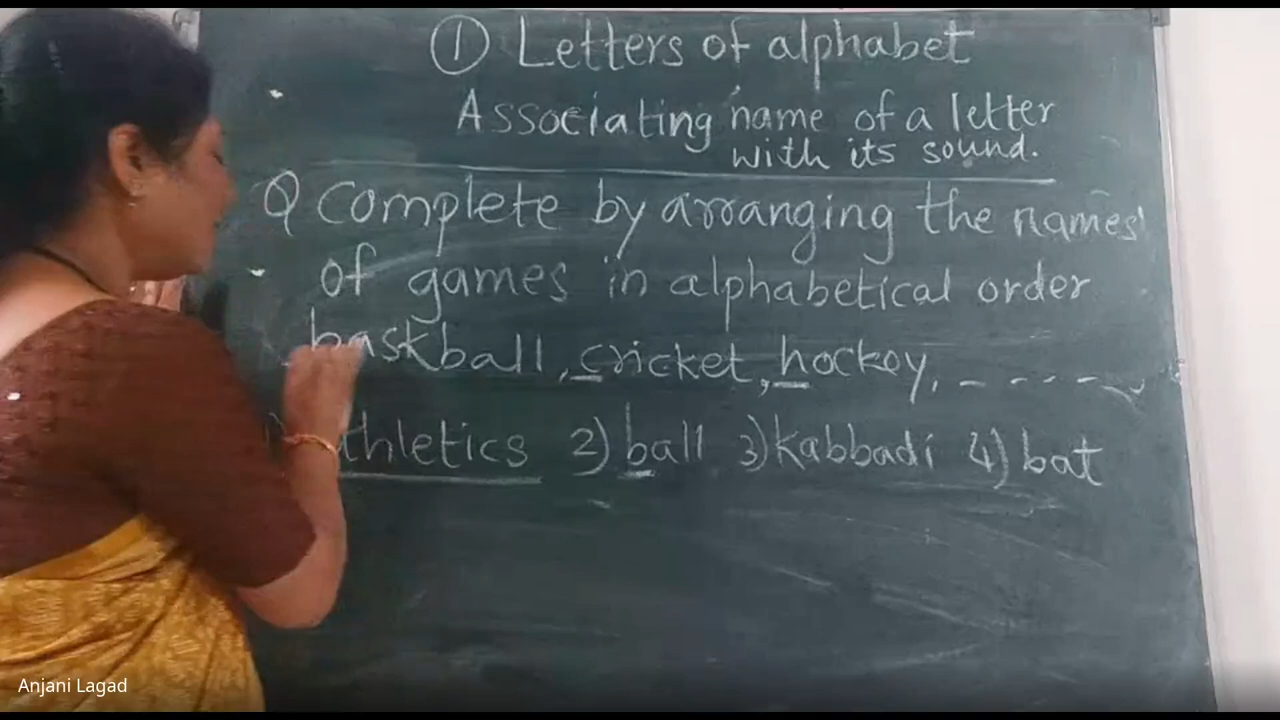 ① Letters of alphabet
Associating name of a letter
with its sound.
Q Complete by arranging the names
of games in alphabetical order
baskball, cricket, hockey, - - - - -
thletics 2) ball 3) Kabbadi 4) bat
Anjani Lagad